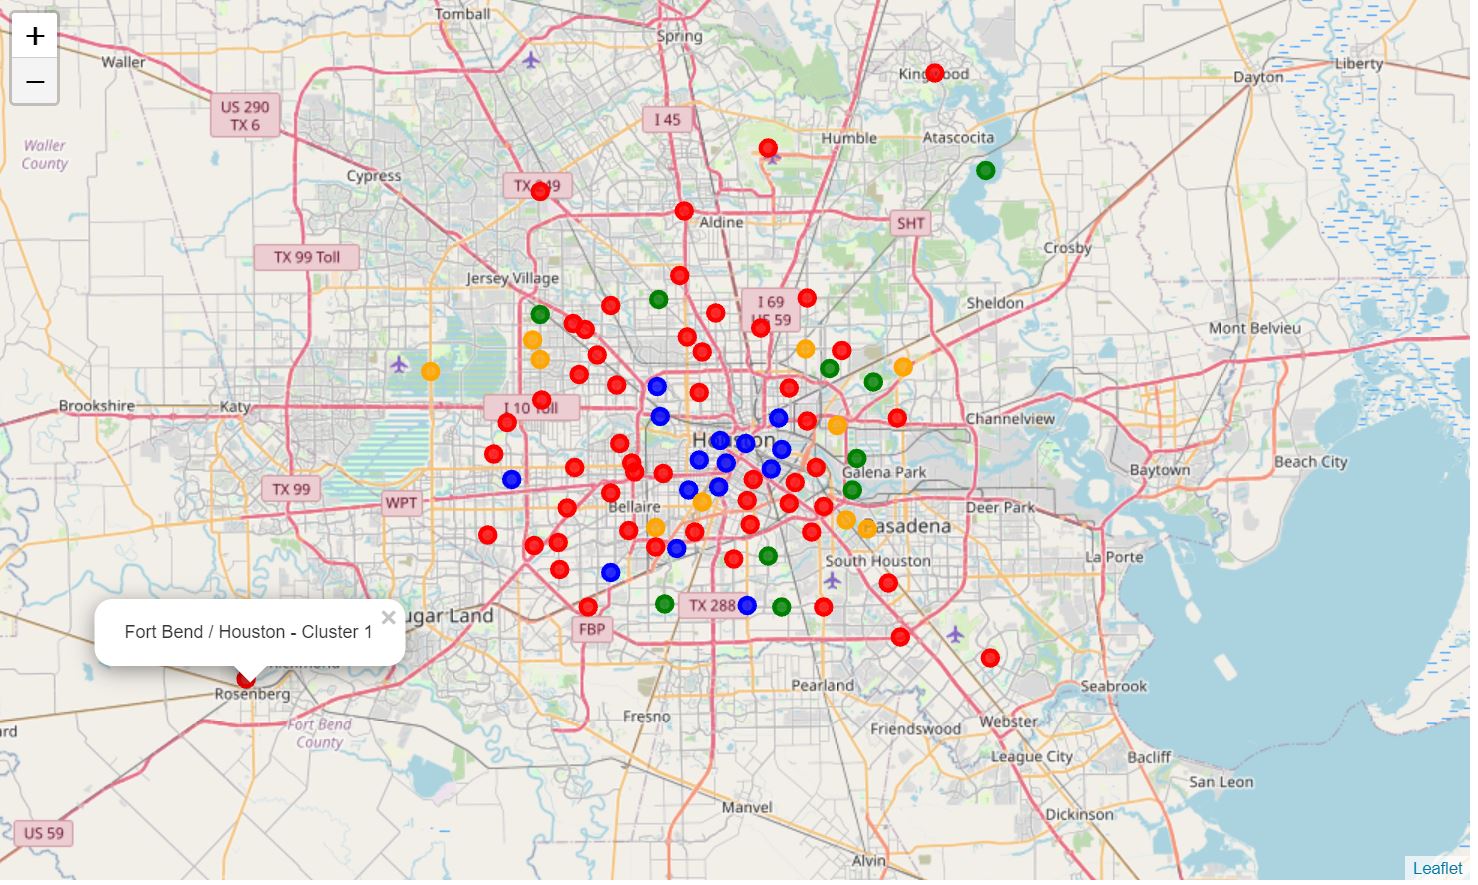 +
−
Tomball
Spring
Waller
Liberty
Kingwood
Dayton
US 290
TX 6
I 45
Humble
Atascocita
Waller
County
Cypress
Aldine
SHT
Crosby
TX 99 Toll
Jersey Village
I 69
US 59
Sheldon
Mont Belvieu
Brookshire
Katy
I 10 Toll
Channelview
Houston
Beach City
Galena Park
Baytown
TX 99
WPT
Bellaire
Deer Park
Pasadena
La Porte
South Houston
TX 288
ugar Land
FBP
Fort Bend / Houston - Cluster 1
×
Rosenberg
Pearland
Seabrook
Fresno
Fort Bend
County
Friendswood
Webster
League City
Bacliff
San Leon
Manvel
Dickinson
US 59
Alvin
Leaflet